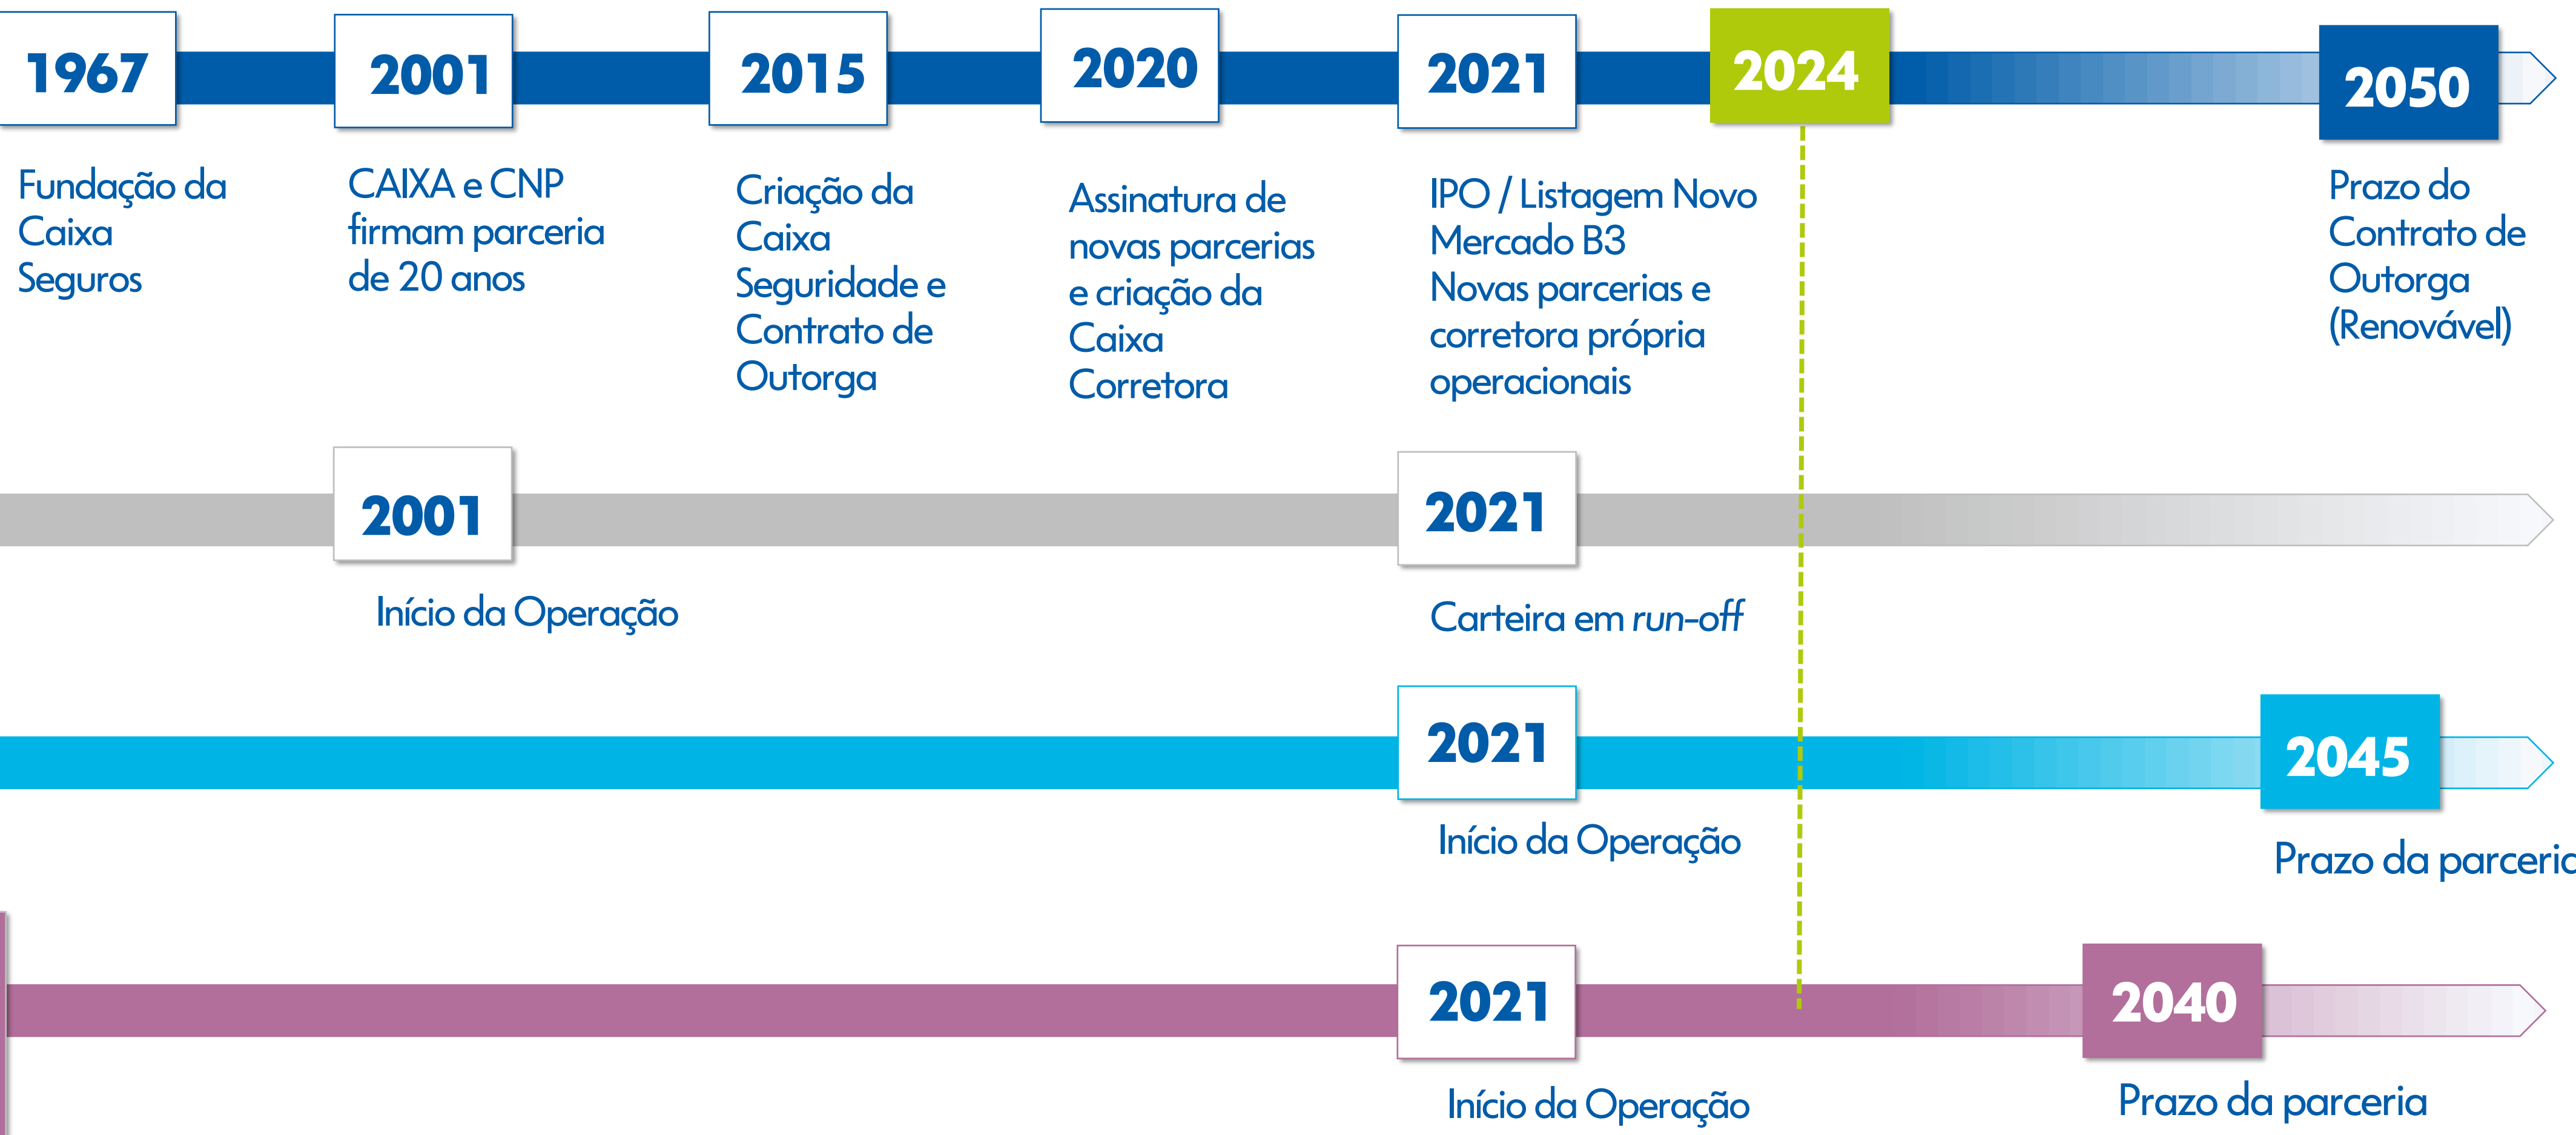 1967
2001
2015
2020
2021
2024
2050
Fundação da
Caixa
Seguros
CAIXA e CNP
firmam parceria
de 20 anos
Criação da
Caixa
Seguridade e
Contrato de
Outorga
Assinatura de
novas parcerias
e criação da
Caixa
Corretora
IPO / Listagem Novo
Mercado B3
Novas parcerias e
corretora própria
operacionais
Prazo do
Contrato de
Outorga
(Renovável)
2001
2021
Início da Operação
Carteira em run-off
2021
2045
Início da Operação
Prazo da parceria
2021
2040
Início da Operação
Prazo da parceria